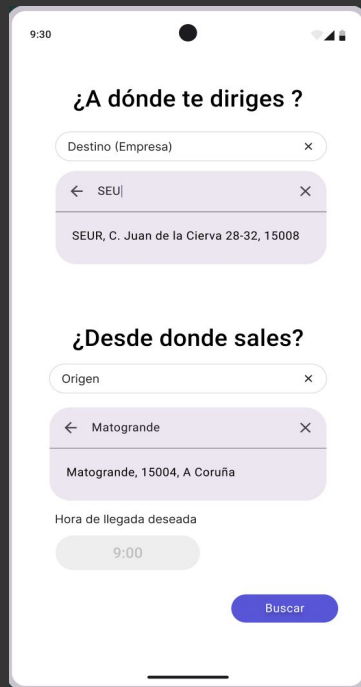 9:30
¿A dónde te diriges ?
Destino (Empresa)
SEU
SEUR, C. Juan de la Cierva 28-32, 15008
¿Desde donde sales?
Origen
Matogrande
Matogrande, 15004, A Coruña
Hora de llegada deseada
9:00
Buscar